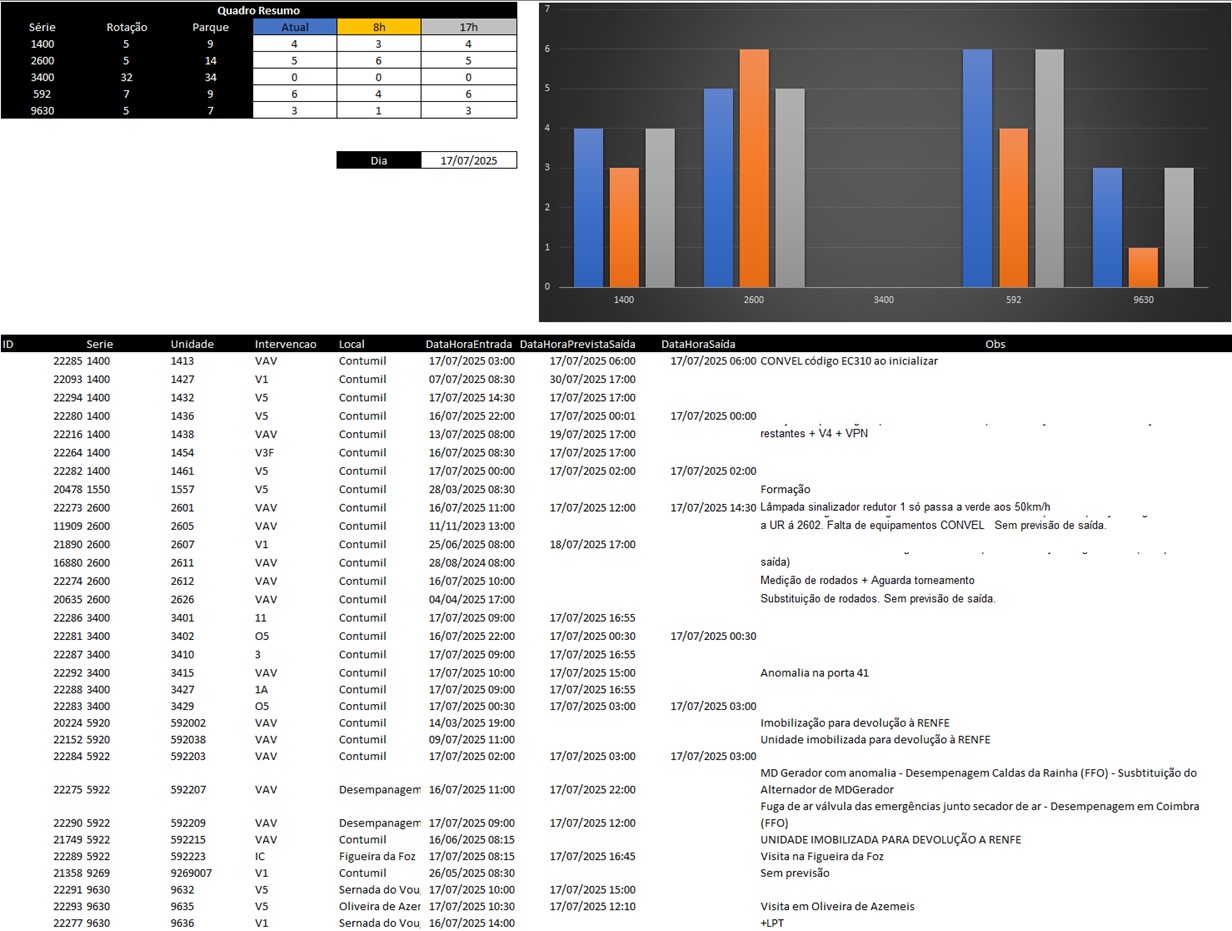 Quadro Resumo
Série Rotação Parque Atual 8h 17h
1400 5 9 4 3 4
2600 5 14 5 6 5
3400 32 34 0 0 0
592 7 9 6 4 6
9630 5 7 3 1 3
Dia 17/07/2025
7
6
5
4
3
2
1
0
1400 2600 3400 592 9630
ID Serie Unidade Intervencao Local DataHoraEntrada DataHoraPrevistaSaída DataHoraSaída Obs
22285 1400 1413 VAV Contumil 17/07/2025 03:00 17/07/2025 06:00 17/07/2025 06:00 CONVEL código EC310 ao inicializar
22093 1400 1427 V1 Contumil 07/07/2025 08:30 30/07/2025 17:00
22294 1400 1432 V5 Contumil 17/07/2025 14:30 17/07/2025 17:00
22280 1400 1436 V5 Contumil 16/07/2025 22:00 17/07/2025 00:01 17/07/2025 00:00
22216 1400 1438 VAV Contumil 13/07/2025 08:00 19/07/2025 17:00 restantes + V4 + VPN
22264 1400 1454 V3F Contumil 16/07/2025 08:30 17/07/2025 17:00
22282 1400 1461 V5 Contumil 17/07/2025 00:00 17/07/2025 02:00 17/07/2025 02:00
20478 1550 1557 V5 Contumil 28/03/2025 08:30 Formação
22273 2600 2601 VAV Contumil 16/07/2025 11:00 17/07/2025 12:00 17/07/2025 14:30 Lâmpada sinalizador redutor 1 só passa a verde aos 50km/h
11909 2600 2605 VAV Contumil 11/11/2023 13:00 a UR á 2602. Falta de equipamentos CONVEL Sem previsão de saída.
21890 2600 2607 V1 Contumil 25/06/2025 08:00 18/07/2025 17:00
16880 2600 2611 VAV Contumil 28/08/2024 08:00 saída)
22274 2600 2612 VAV Contumil 16/07/2025 10:00 Medição de rodados + Aguarda torneamento
20635 2600 2626 VAV Contumil 04/04/2025 17:00 Substituição de rodados. Sem previsão de saída.
22286 3400 3401 11 Contumil 17/07/2025 09:00 17/07/2025 16:55
22281 3400 3402 O5 Contumil 16/07/2025 22:00 17/07/2025 00:30 17/07/2025 00:30
22287 3400 3410 3 Contumil 17/07/2025 09:00 17/07/2025 16:55
22292 3400 3415 VAV Contumil 17/07/2025 10:00 17/07/2025 15:00 Anomalia na porta 41
22288 3400 3427 1A Contumil 17/07/2025 09:00 17/07/2025 16:55
22283 3400 3429 O5 Contumil 17/07/2025 00:30 17/07/2025 03:00 17/07/2025 03:00
20224 5920 592002 VAV Contumil 14/03/2025 19:00 Imobilização para devolução à RENFE
22152 5920 592038 VAV Contumil 09/07/2025 11:00 Unidade imobilizada para devolução à RENFE
22284 5922 592203 VAV Contumil 17/07/2025 02:00 17/07/2025 03:00 17/07/2025 03:00
MD Gerador com anomalia - Desempenagem Caldas da Rainha (FFO) - Susbtituição do
22275 5922 592207 VAV Desempanagem 16/07/2025 11:00 17/07/2025 22:00 Alternador de MDGerador
Fuga de ar válvula das emergências junto secador de ar - Desempenagem em Coimbra
22290 5922 592209 VAV Desempanagem 17/07/2025 09:00 17/07/2025 12:00 (FFO)
21749 5922 592215 VAV Contumil 16/06/2025 08:15 UNIDADE IMOBILIZADA PARA DEVOLUÇÃO A RENFE
22289 5922 592223 IC Figueira da Foz 17/07/2025 08:15 17/07/2025 16:45 Visita na Figueira da Foz
21358 9269 9269007 V1 Contumil 26/05/2025 08:30 Sem previsão
22291 9630 9632 V5 Sernada do Vou 17/07/2025 10:00 17/07/2025 15:00
22293 9630 9635 V5 Oliveira de Azer 17/07/2025 10:30 17/07/2025 12:10 Visita em Oliveira de Azemeis
22277 9630 9636 V1 Sernada do Vou 16/07/2025 14:00 +LPT